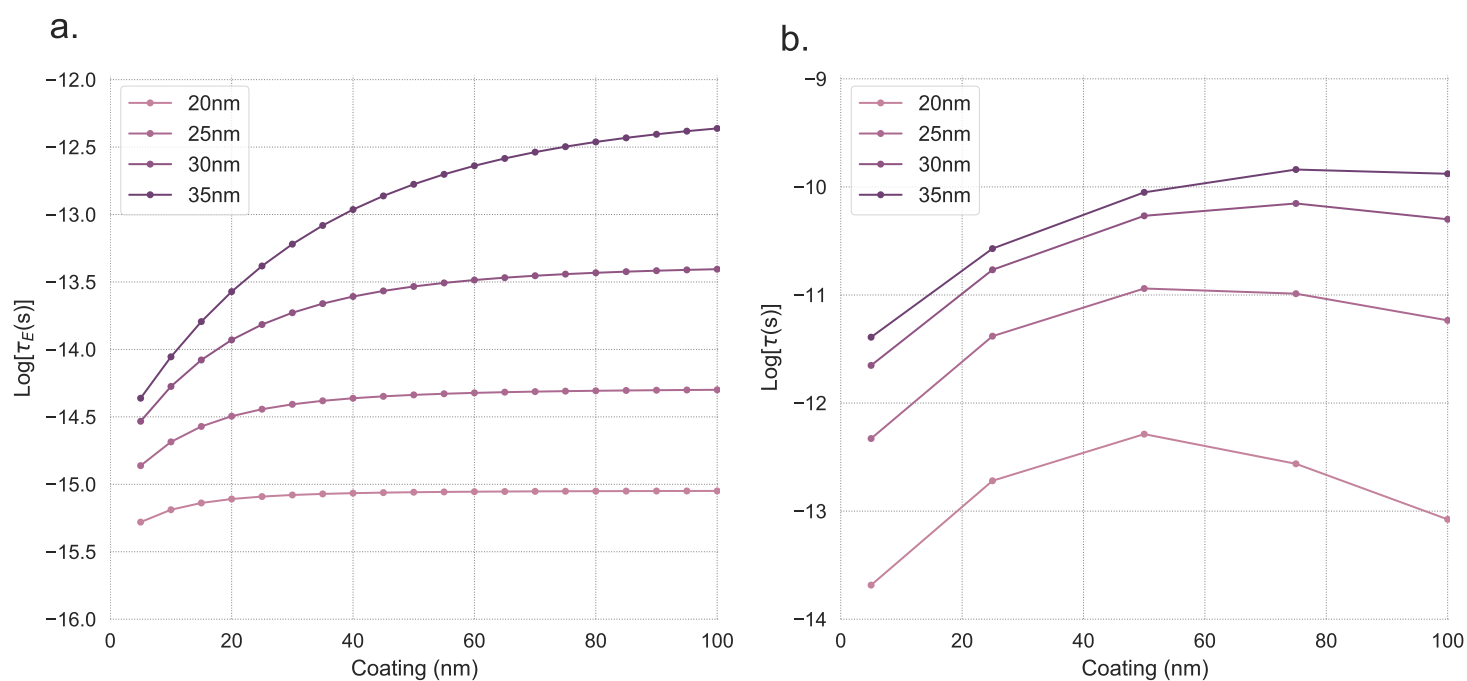 a.
Log[τE(s)]
−12.0
−12.5
−13.0
−13.5
−14.0
−14.5
−15.0
−15.5
−16.0
20nm
25nm
30nm
35nm
0 20 40 60 80 100
Coating (nm)
b.
Log[τ(s)]
−9
−10
−11
−12
−13
−14
20nm
25nm
30nm
35nm
0 20 40 60 80 100
Coating (nm)